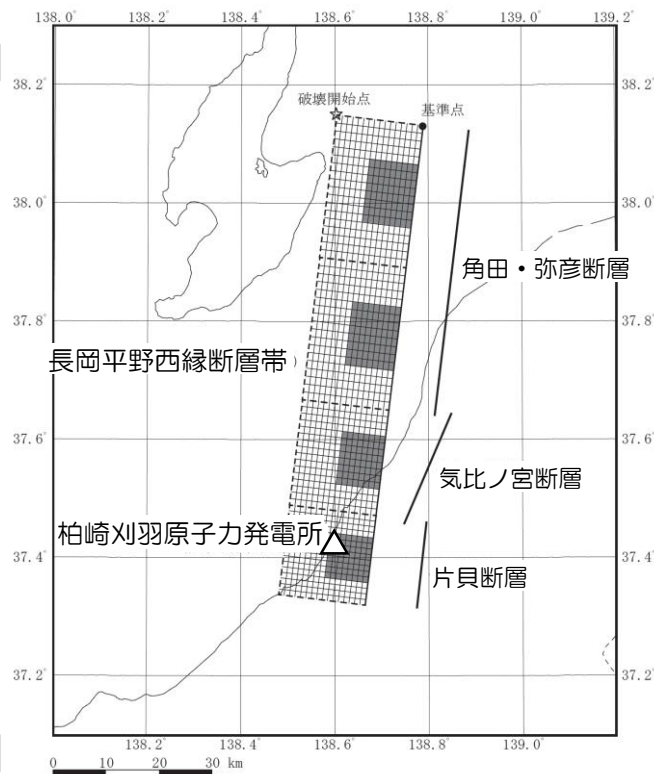 138.0° 138.2° 138.4° 138.6° 138.8° 139.0° 139.2°
38.2° 38.2°
破壊開始点
基準点
38.0° 38.0°
角田・弥彦断層
37.8° 37.8°
長岡平野西縁断層帯）
37.6° 37.6°
気比ノ宮断層
柏崎刈羽原子力発電所
37.4° 37.4°
片貝断層
37.2° 37.2°
138.2° 138.4° 138.6° 138.8° 139.0°
0 10 20 30 km